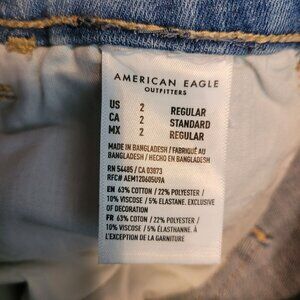 AMERICAN EAGLE
OUTFITTERS
US 2 REGULAR
CA 2 STANDARD
MX 2 REGULAR
MADE IN BANGLADESH / FABRIQUÉ AU
BANGLADESH / HECHO EN BANGLADESH
RN 54485 / CA 03873
RFC# AEM120605U9A
EN 63% COTTON / 22% POLYESTER /
10% VISCOSE / 5% ELASTANE. EXCLUSIVE
OF DECORATION
FR 63% COTON / 22% POLYESTER /
10% VISCOSE / 5% ÉLASTHANNE. À
L'EXCEPTION DE LA GARNITURE